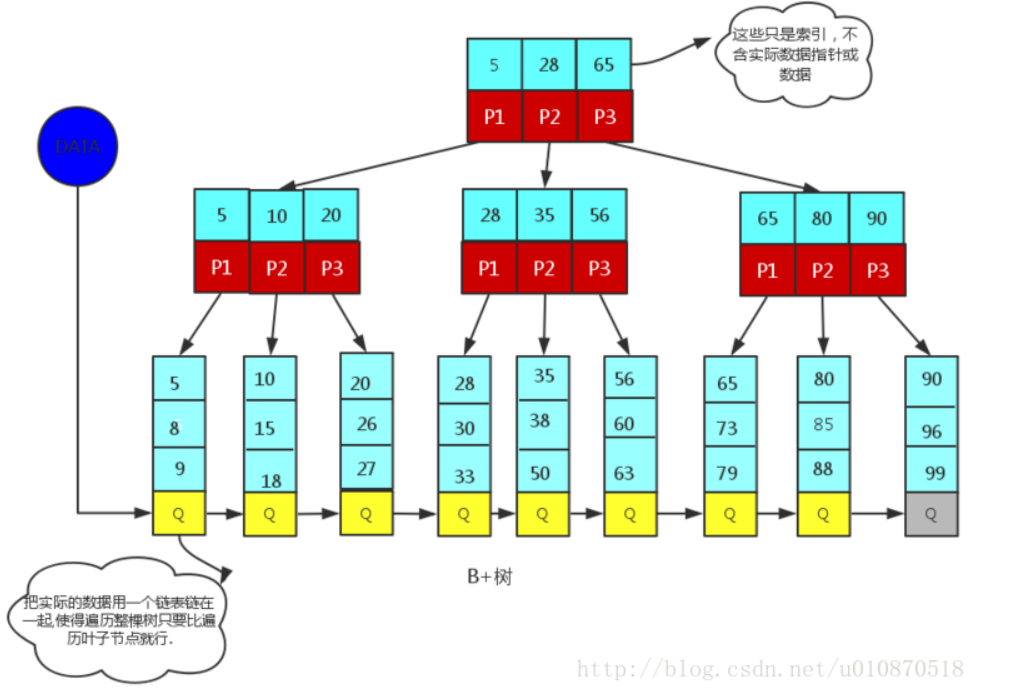 这些只是索引，不
含实际数据指针或
数据
5 28 65
P1 P2 P3
DATA
5 10 20
P1 P2 P3
28 35 56
P1 P2 P3
65 80 90
P1 P2 P3
5 10 20 28 35 56 65 80 90
8 15 26 30 38 60 73 85 96
9 18 27 33 50 63 79 88 99
Q Q Q Q Q Q Q Q Q
把实际的数据用一个链表链在
一起,使得遍历整棵树只要比遍
历叶子节点就行.
B+树
http://blog.csdn.net/u010870518